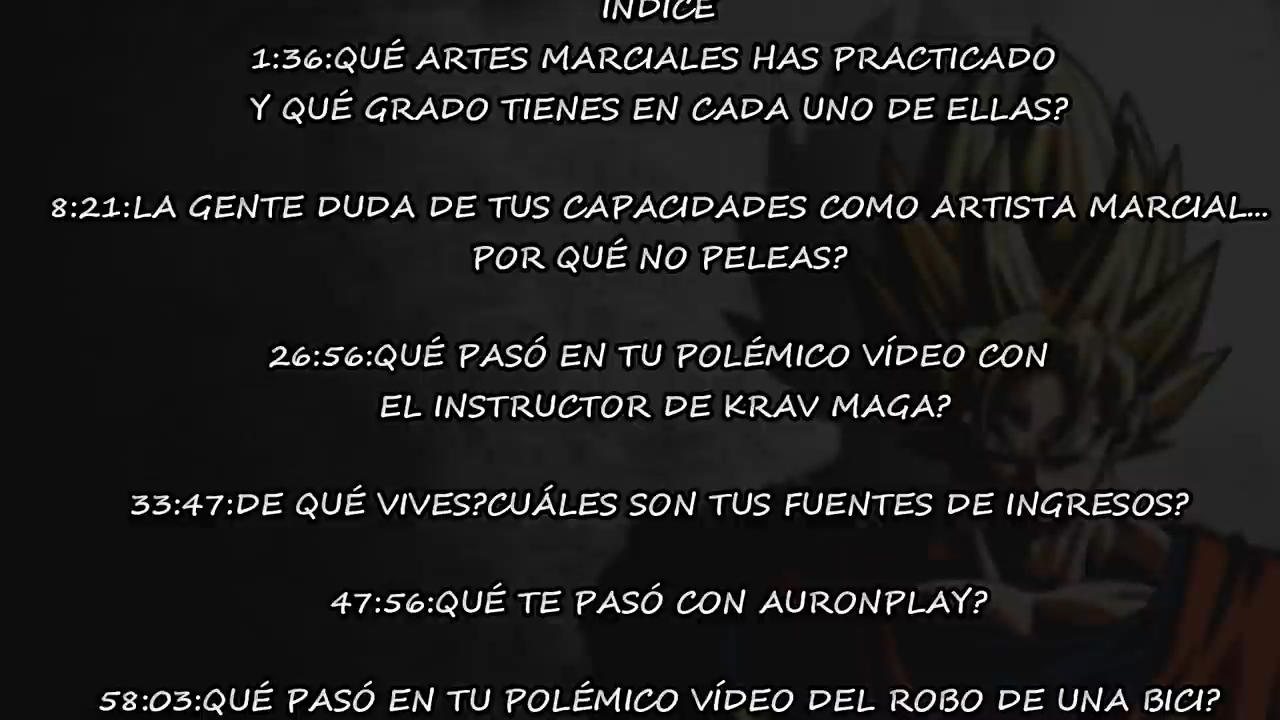 ÍNDICE
1:36:QUÉ ARTES MARCIALES HAS PRACTICADO
Y QUÉ GRADO TIENES EN CADA UNO DE ELLAS?
8:21:LA GENTE DUDA DE TUS CAPACIDADES COMO ARTISTA MARCIAL...
POR QUÉ NO PELEAS?
26:56:QUÉ PASÓ EN TU POLÉMICO VÍDEO CON
EL INSTRUCTOR DE KRAV MAGA?
33:47:DE QUÉ VIVES?CUÁLES SON TUS FUENTES DE INGRESOS?
47:56:QUÉ TE PASÓ CON AURONPLAY?
58:03:QUÉ PASÓ EN TU POLÉMICO VÍDEO DEL ROBO DE UNA BICI?